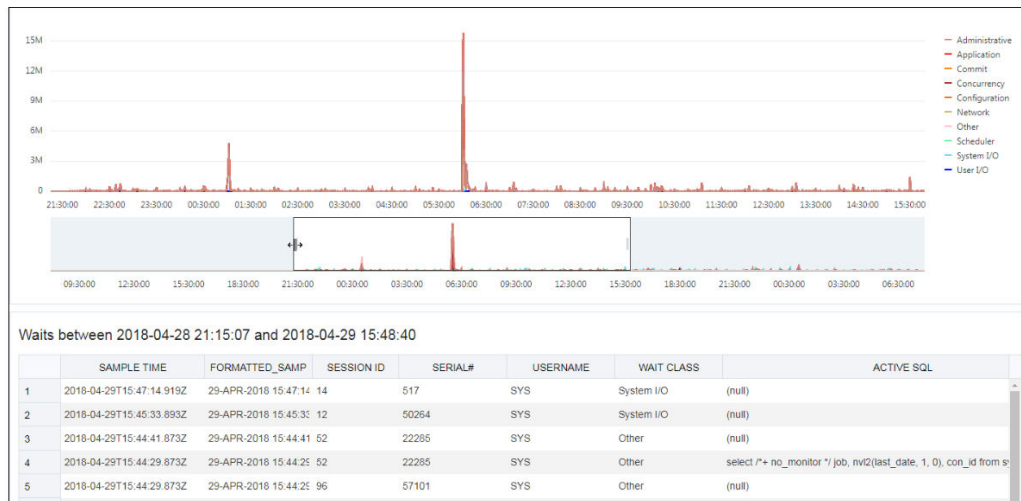 15M
12M
9M
6M
3M
0
21:30:00 22:30:00 23:30:00 00:30:00 01:30:00 02:30:00 03:30:00 04:30:00 05:30:00 06:30:00 07:30:00 08:30:00 09:30:00 10:30:00 11:30:00 12:30:00 13:30:00 14:30:00 15:30:00
Administrative
Application
Commit
Concurrency
Configuration
Network
Other
Scheduler
System I/O
User I/O
09:30:00 12:30:00 15:30:00 18:30:00 21:30:00 00:30:00 03:30:00 06:30:00 09:30:00 12:30:00 15:30:00 18:30:00 21:30:00 00:30:00 03:30:00 06:30:00
Waits between 2018-04-28 21:15:07 and 2018-04-29 15:48:40
SAMPLE TIME FORMATTED_SAMP SESSION ID SERIAL# USERNAME WAIT CLASS ACTIVE SQL
1 2018-04-29T15:47:14.919Z 29-APR-2018 15:47:14 14 517 SYS System I/O (null)
2 2018-04-29T15:45:33.893Z 29-APR-2018 15:45:33 12 50264 SYS System I/O (null)
3 2018-04-29T15:44:41.873Z 29-APR-2018 15:44:41 52 22285 SYS Other (null)
4 2018-04-29T15:44:29.873Z 29-APR-2018 15:44:29 52 22285 SYS Other select /*+ no_monitor */ job, nvl2(last_date, 1, 0), con_id from sy
5 2018-04-29T15:44:29.873Z 29-APR-2018 15:44:29 96 57101 SYS Other (null)